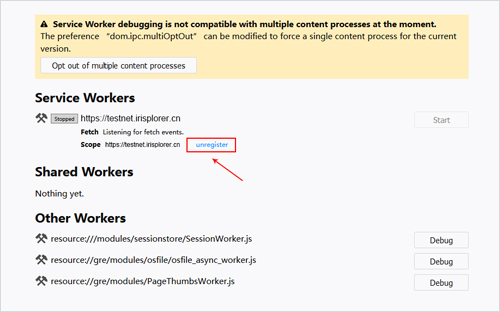 Service Worker debugging is not compatible with multiple content processes at the moment.
The preference “dom.ipc.multiOptOut” can be modified to force a single content process for the current
version.
Opt out of multiple content processes
Service Workers
Stopped https://testnet.irisplorer.cn Start
Fetch Listening for fetch events.
Scope https://testnet.irisplorer.cn unregister
Shared Workers
Nothing yet.
Other Workers
resource:///modules/sessionstore/SessionWorker.js Debug
resource://gre/modules/osfile/osfile_async_worker.js Debug
resource://gre/modules/PageThumbsWorker.js Debug